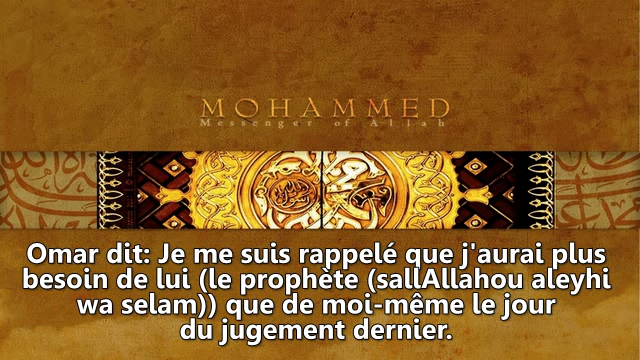 MOHAMMED
Messenger of Allah
Omar dit: Je me suis rappelé que j'aurai plus
besoin de lui (le prophète (sallAllahou aleyhi
wa selam)) que de moi-même le jour
du jugement dernier.